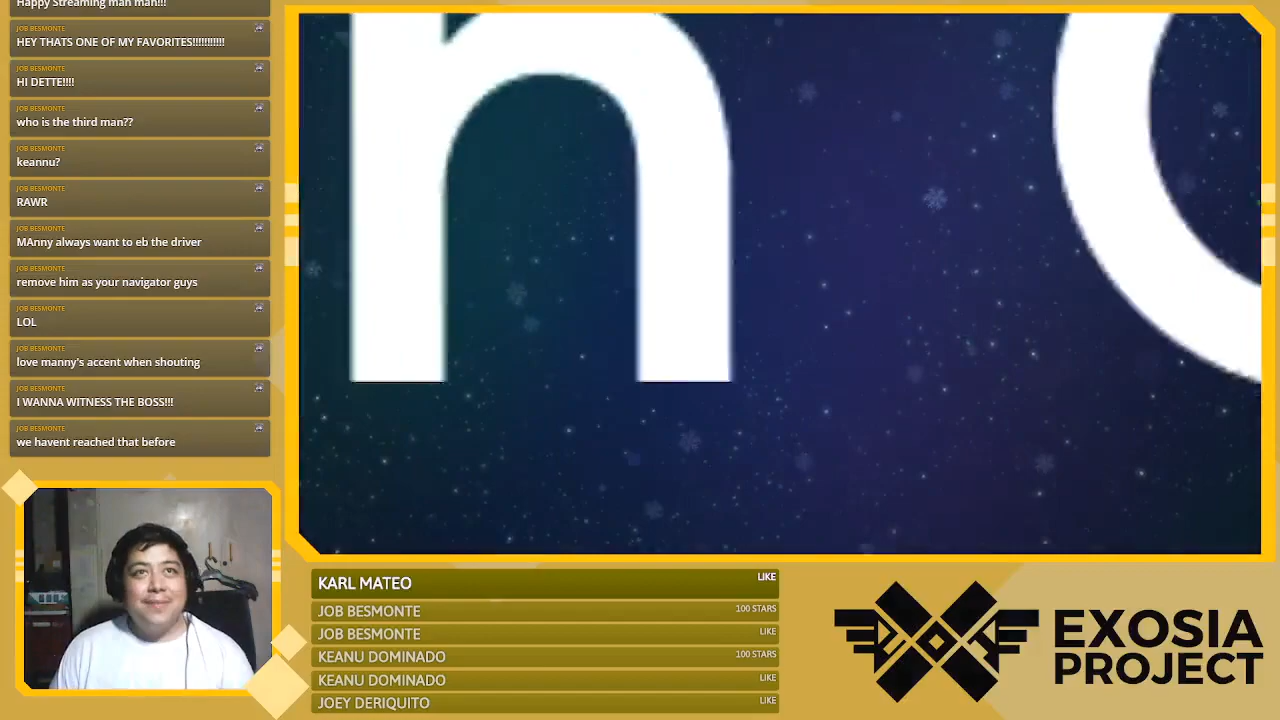 Happy Streaming man man!!!
JOB BESMONTE
HEY THATS ONE OF MY FAVORITES!!!!!!!!!!!
JOB BESMONTE
HI DETTE!!!!
JOB BESMONTE
who is the third man??
JOB BESMONTE
keannu?
JOB BESMONTE
RAWR
JOB BESMONTE
MAnny always want to eb the driver
JOB BESMONTE
remove him as your navigator guys
JOB BESMONTE
LOL
JOB BESMONTE
love manny's accent when shouting
JOB BESMONTE
I WANNA WITNESS THE BOSS!!!
JOB BESMONTE
we havent reached that before
n
KARL MATEO LIKE
JOB BESMONTE 100 STARS
JOB BESMONTE LIKE
KEANU DOMINADO 100 STARS
KEANU DOMINADO LIKE
JOEY DERIQUITO LIKE
EXOSIA
PROJECT